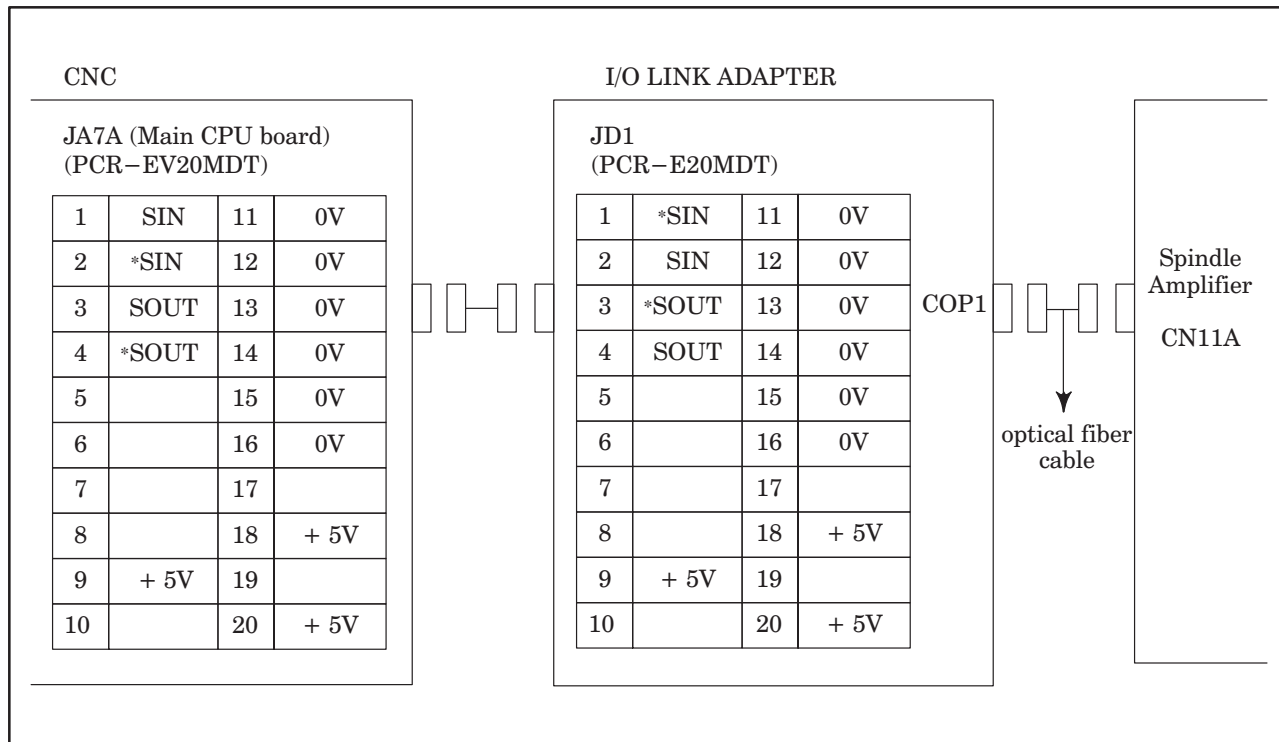 CNC
I/O LINK ADAPTER
JA7A (Main CPU board)
(PCR−EV20MDT)
1 SIN 11 0V
2 *SIN 12 0V
3 SOUT 13 0V
4 *SOUT 14 0V
5 15 0V
6 16 0V
7 17
8 18 + 5V
9 + 5V 19
10 20 + 5V
JD1
(PCR−E20MDT)
1 *SIN 11 0V
2 SIN 12 0V
3 *SOUT 13 0V
4 SOUT 14 0V
5 15 0V
6 16 0V
7 17
8 18 + 5V
9 + 5V 19
10 20 + 5V
COP1
optical fiber
cable
Spindle
Amplifier
CN11A